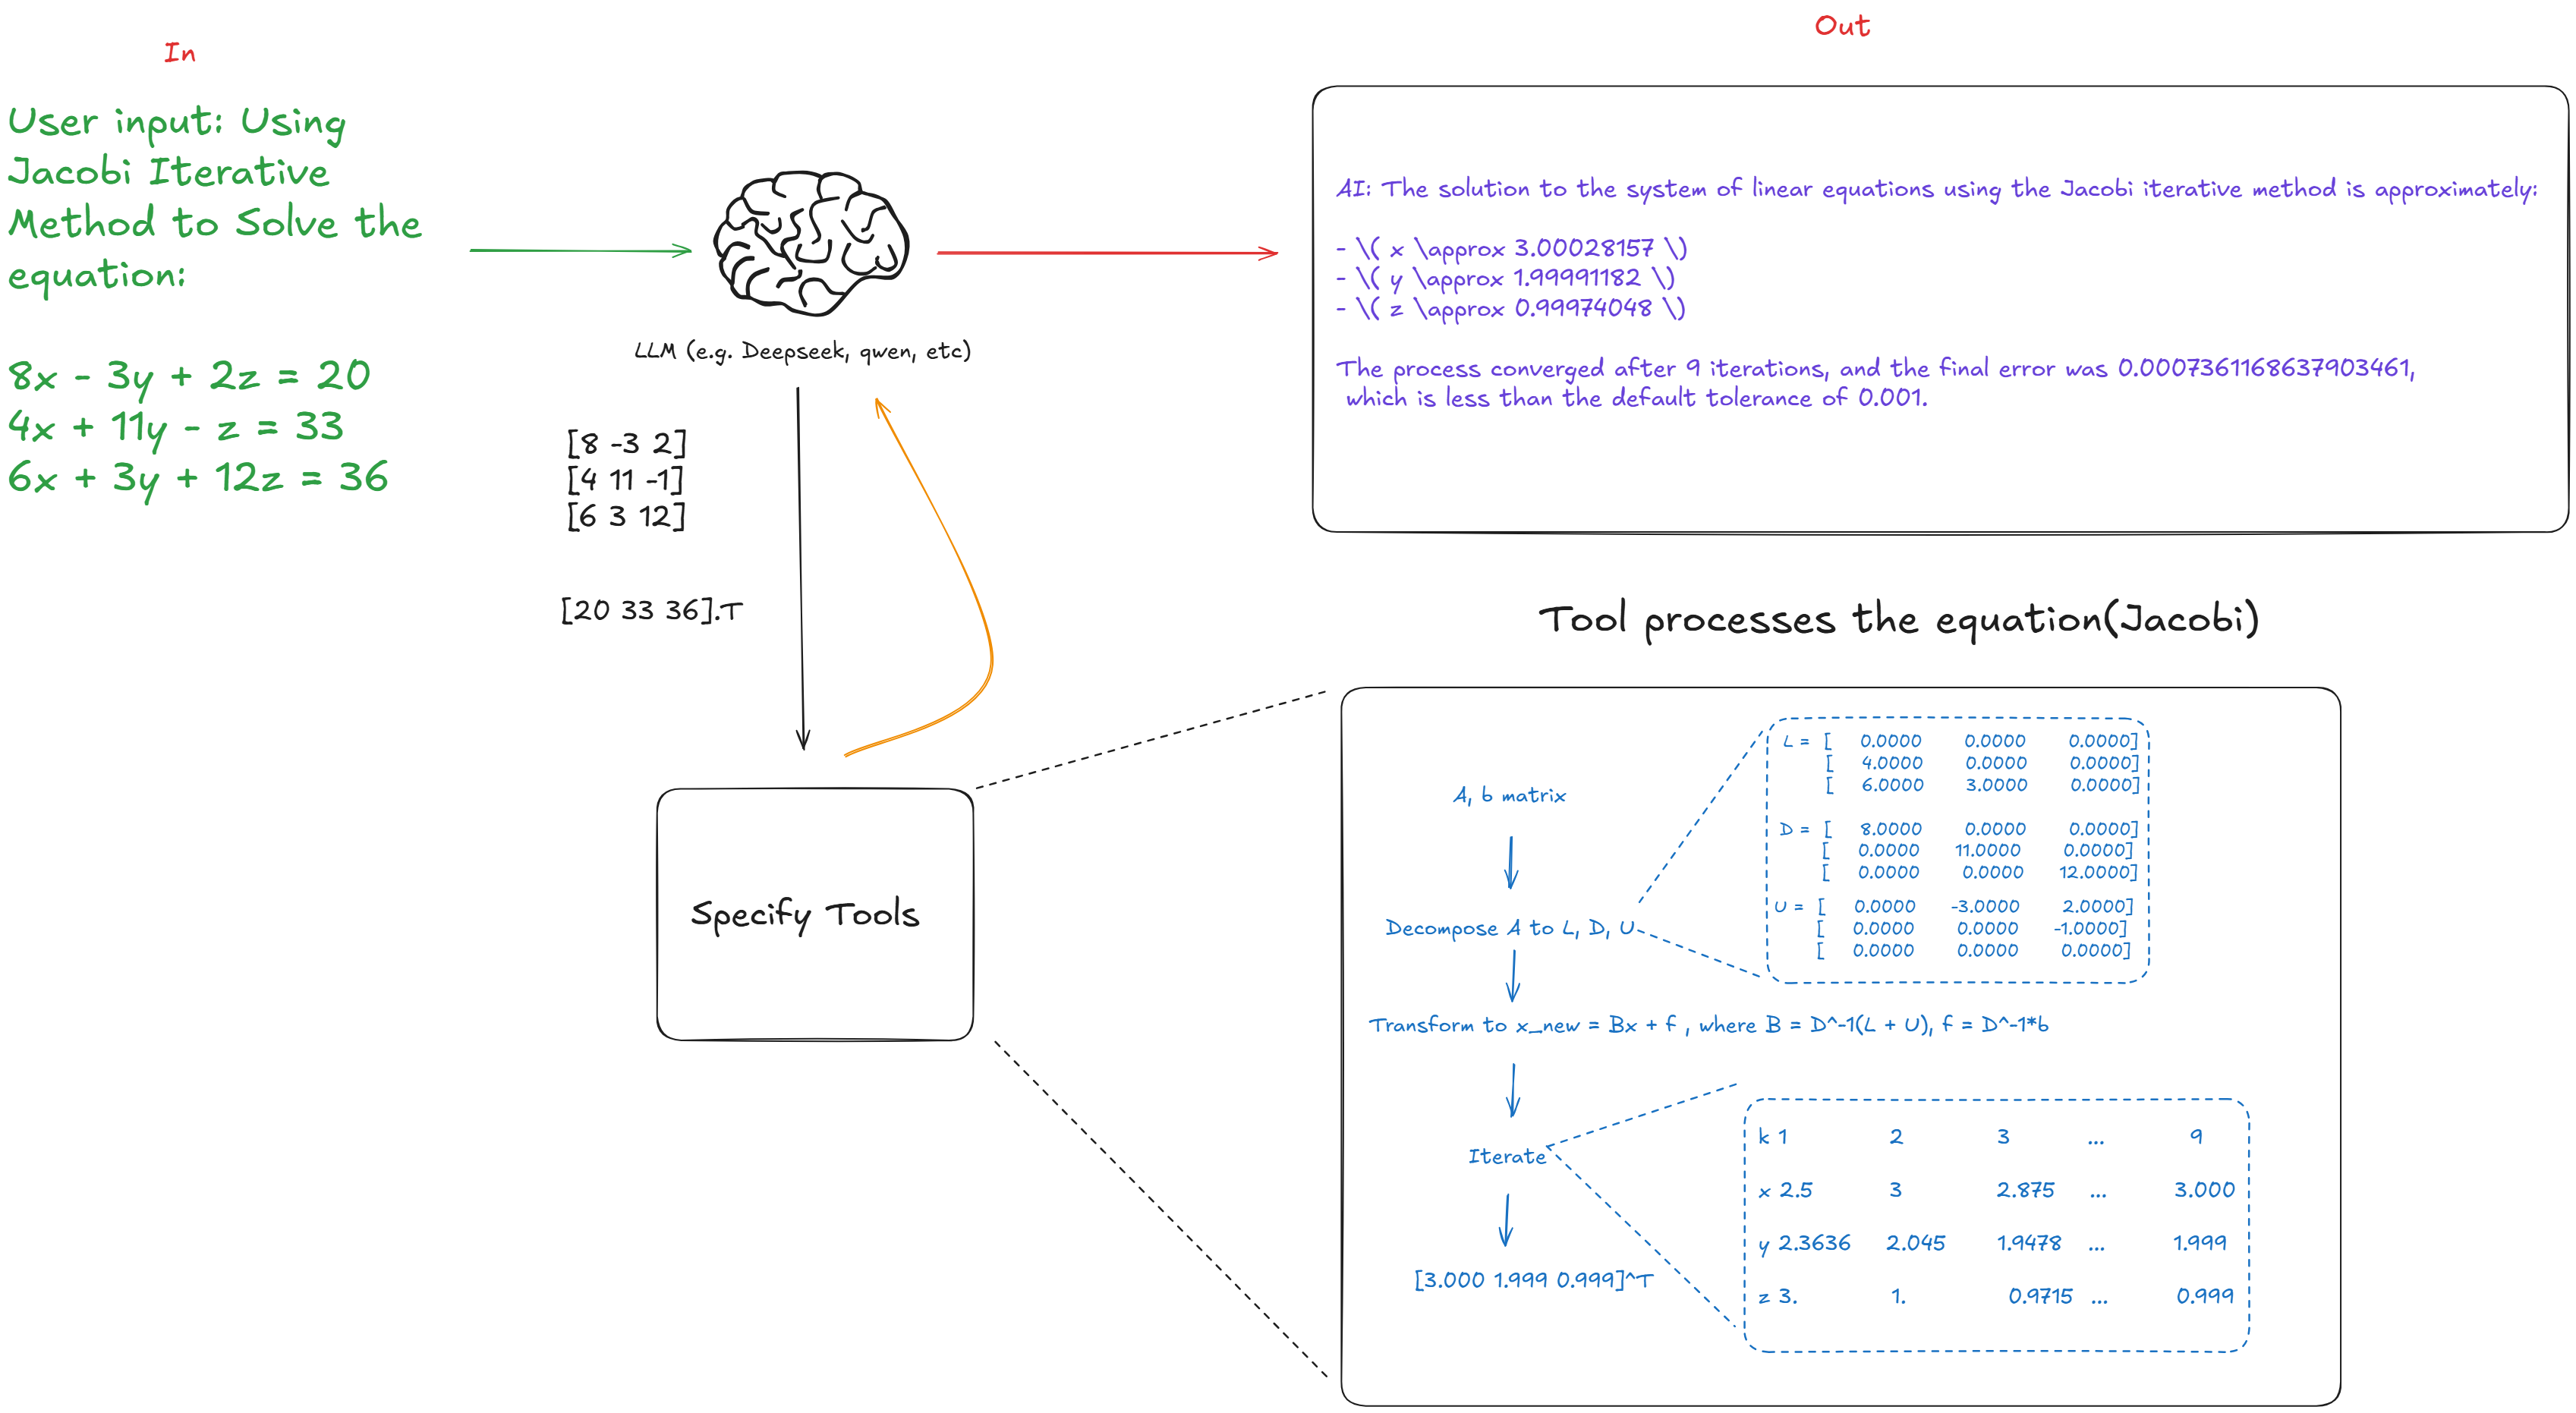 In
User input: Using
Jacobi Iterative
Method to Solve the
equation:
8x - 3y + 2z = 20
4x + 11y - z = 33
6x + 3y + 12z = 36
LLM (e.g. Deepseek, qwen, etc)
[8 -3 2]
[4 11 -1]
[6 3 12]
[20 33 36].T
Specify Tools
Out
AI: The solution to the system of linear equations using the Jacobi iterative method is approximately:
- \( x \approx 3.00028157 \)
- \( y \approx 1.99991182 \)
- \( z \approx 0.99974048 \)
The process converged after 9 iterations, and the final error was 0.0007361168637903461,
which is less than the default tolerance of 0.001.
Tool processes the equation(Jacobi)
A, b matrix
Decompose A to L, D, U
L = [ 0.0000 0.0000 0.0000]
[ 4.0000 0.0000 0.0000]
[ 6.0000 3.0000 0.0000]
D = [ 8.0000 0.0000 0.0000]
[ 0.0000 11.0000 0.0000]
[ 0.0000 0.0000 12.0000]
U = [ 0.0000 -3.0000 2.0000]
[ 0.0000 0.0000 -1.0000]
[ 0.0000 0.0000 0.0000]
Transform to x_new = Bx + f , where B = D^-1(L + U), f = D^-1*b
Iterate
k 1 2 3 ... 9
x 2.5 3 2.875 ... 3.000
y 2.3636 2.045 1.9478 ... 1.999
z 3. 1. 0.9715 ... 0.999
[3.000 1.999 0.999]^T